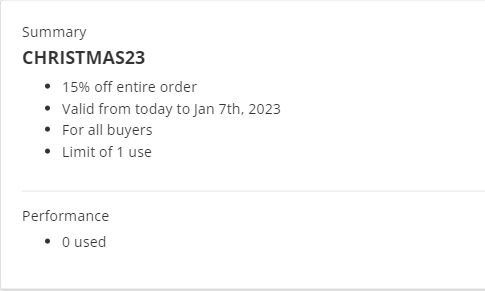 Summary
CHRISTMAS23
15% off entire order
Valid from today to Jan 7th, 2023
For all buyers
Limit of 1 use
Performance
0 used